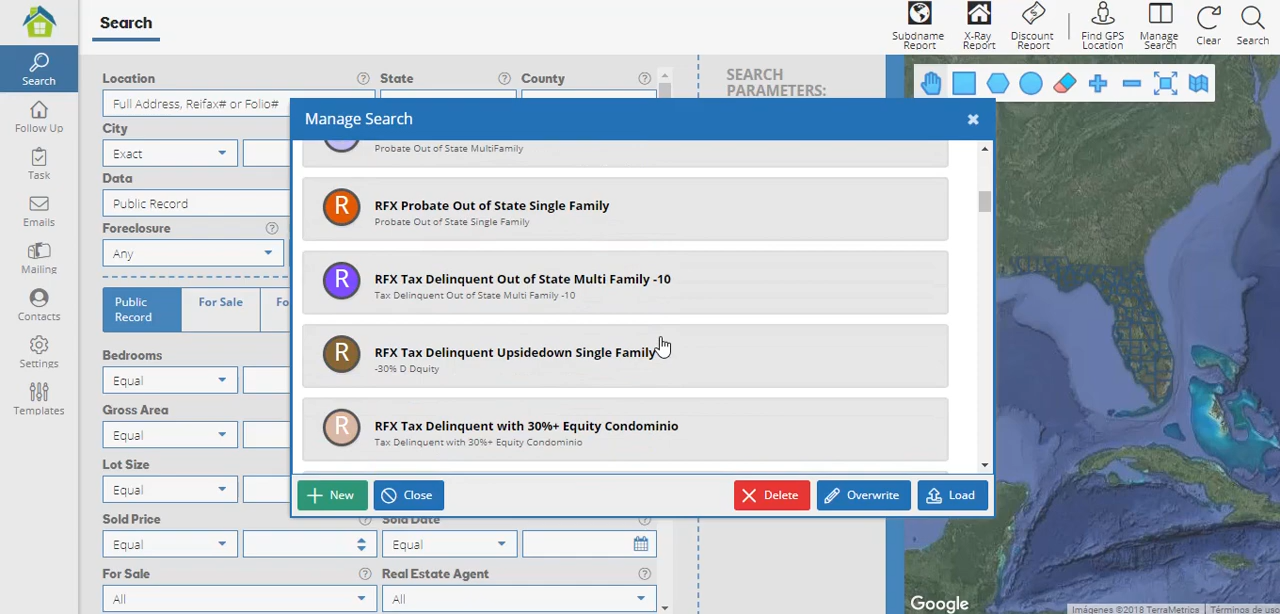 Search
Subdname
Report
X-Ray
Report
Discount
Report
Find GPS
Location
Manage
Search
Clear
Search
Search
Follow Up
Task
Emails
Mailing
Contacts
Settings
Templates
Location
State
County
Full Address, Reifax# or Folio#
City
Exact
Data
Public Record
Foreclosure
Any
Public
Record
For Sale
Fo
Bedrooms
Equal
Gross Area
Equal
Lot Size
Equal
Sold Price
Sold Date
Equal
Equal
For Sale
Real Estate Agent
All
All
SEARCH
PARAMETERS:
Manage Search
Probate Out of State MultiFamily
R
RFX Probate Out of State Single Family
Probate Out of State Single Family
R
RFX Tax Delinquent Out of State Multi Family -10
Tax Delinquent Out of State Multi Family -10
R
RFX Tax Delinquent Upsidedown Single Family
-30% D Dquity
R
RFX Tax Delinquent with 30%+ Equity Condominio
Tax Delinquent with 30%+ Equity Condominio
New
Close
Delete
Overwrite
Load
Google
Imágenes ©2018 TerraMetrics
Términos de uso